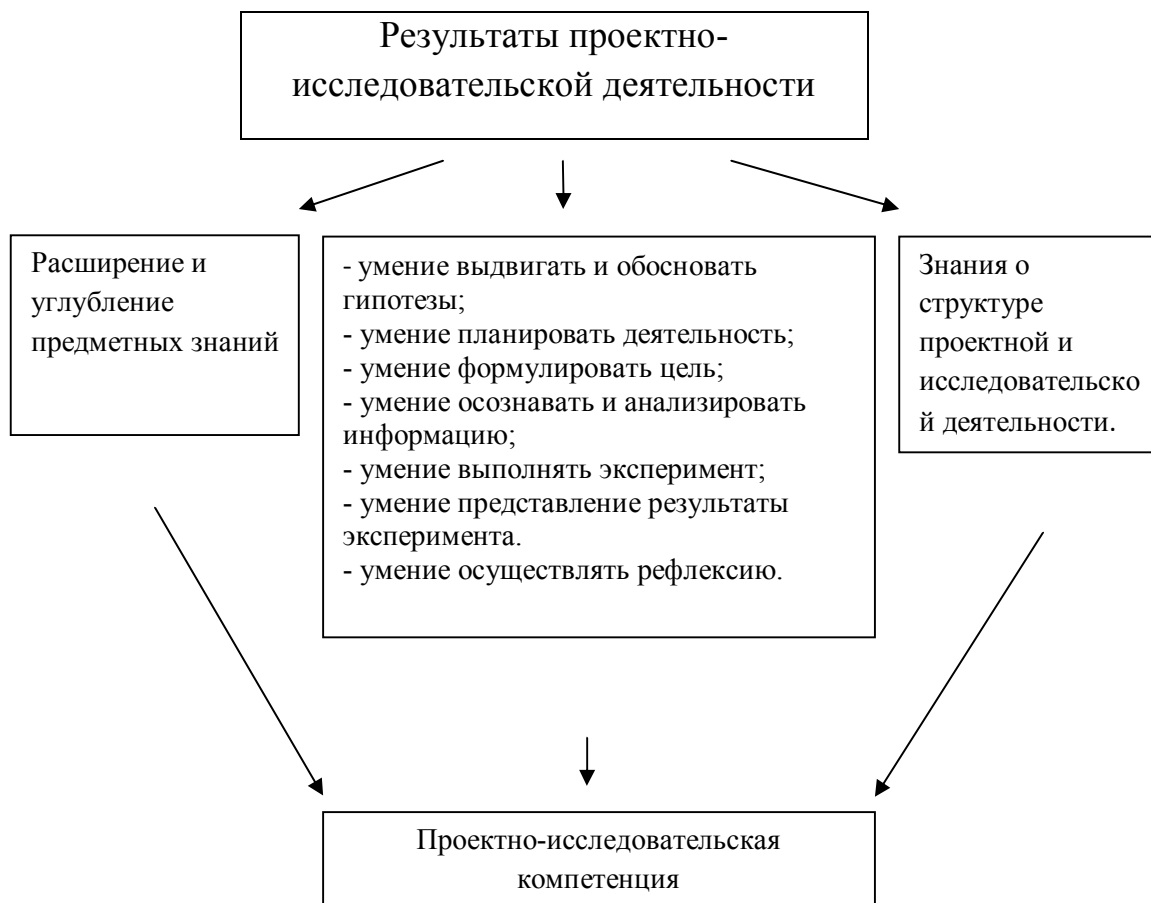 Результаты проектно-
исследовательской деятельности
Расширение и
углубление
предметных знаний
- умение выдвигать и обосновать
гипотезы;
- умение планировать деятельность;
- умение формулировать цель;
- умение осознавать и анализировать
информацию;
- умение выполнять эксперимент;
- умение представление результаты
эксперимента.
- умение осуществлять рефлексию.
Знания о
структуре
проектной и
исследовательско
й деятельности.
Проектно-исследовательская
компетенция